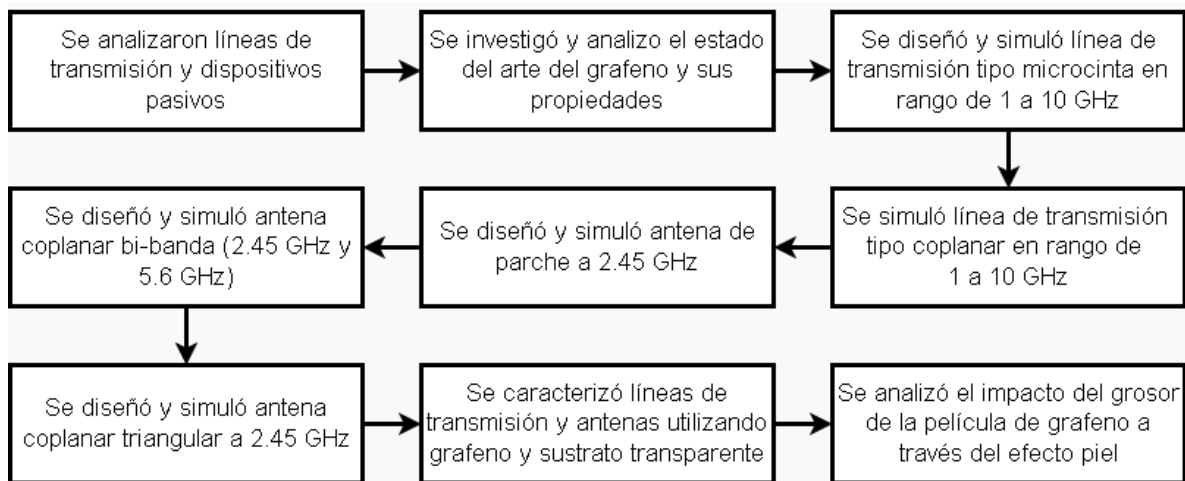 Se analizaron líneas de
transmisión y dispositivos
pasivos
Se investigó y analizo el estado
del arte del grafeno y sus
propiedades
Se diseñó y simuló línea de
transmisión tipo microcinta en
rango de 1 a 10 GHz
Se simuló línea de transmisión
tipo coplanar en rango de
1 a 10 GHz
Se diseñó y simuló antena de
parche a 2.45 GHz
Se diseñó y simuló antena
coplanar bi-banda (2.45 GHz y
5.6 GHz)
Se diseñó y simuló antena
coplanar triangular a 2.45 GHz
Se caracterizó líneas de
transmisión y antenas utilizando
grafeno y sustrato transparente
Se analizó el impacto del grosor
de la película de grafeno a
través del efecto piel